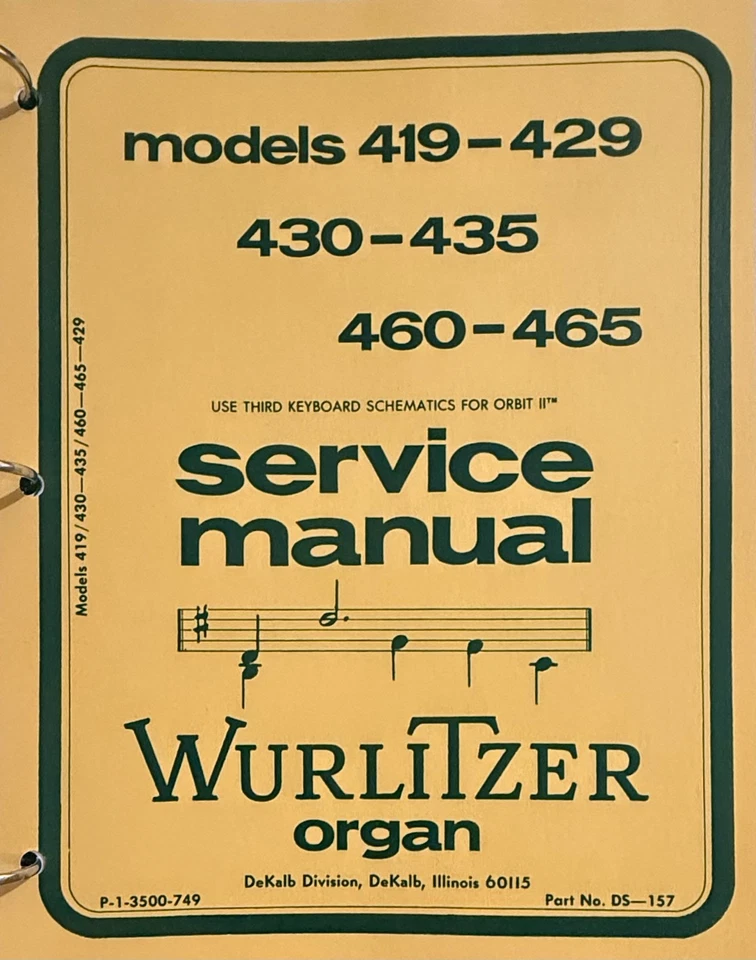 models 419–429
430–435
460–465
Models 419/430—435/460—465—429
USE THIRD KEYBOARD SCHEMATICS FOR ORBIT II™
service
manual
WURLiTZER
organ
DeKalb Division, DeKalb, Illinois 60115
P-1-3500-749
Part No. DS—157